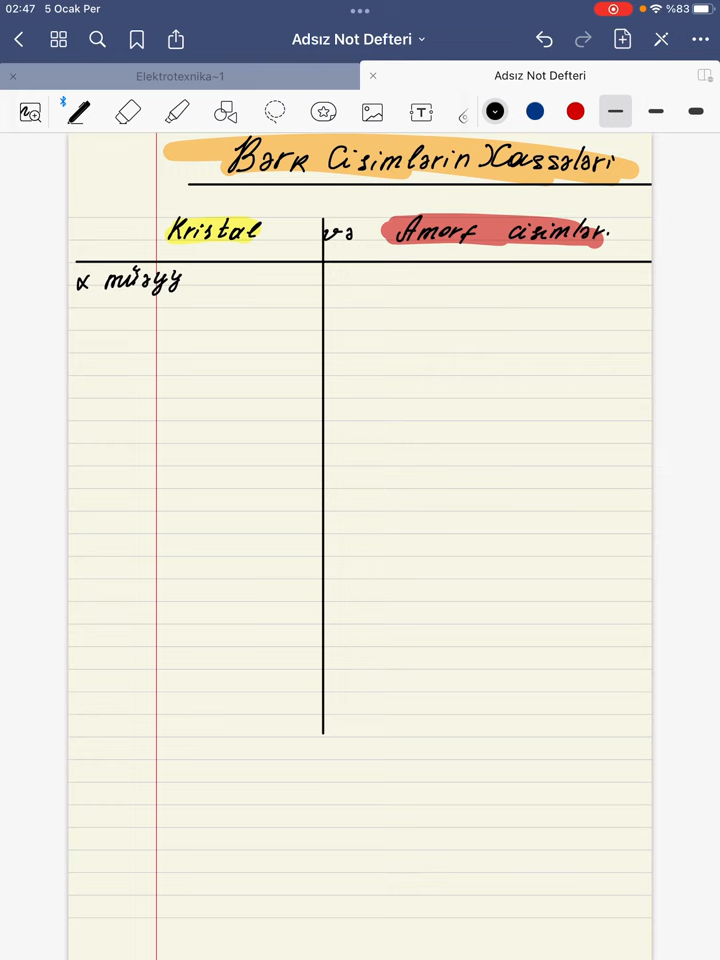 02:47 5 Ocak Per %83
Adsız Not Defteri
Elektrotexnika~1
Adsız Not Defteri
T
Bərk Cisimlərin Xassələri
Kristal və Amorf cisimlər.
∝ müəyy